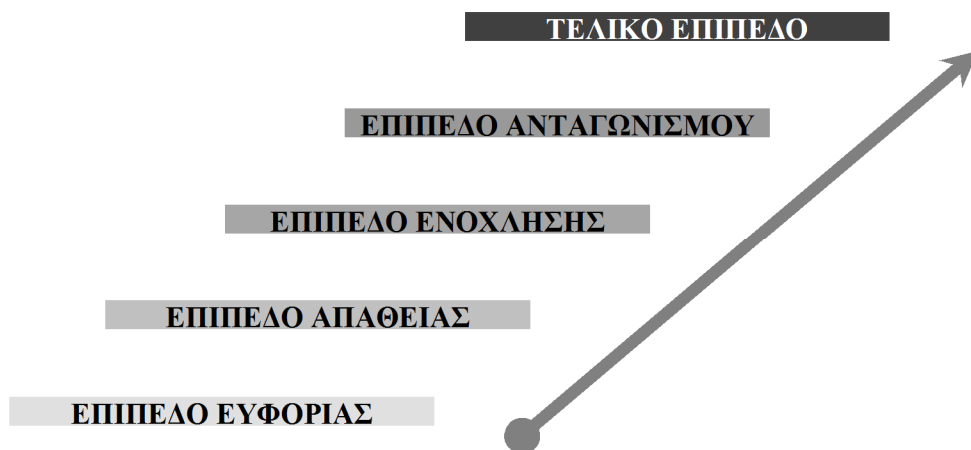 ΤΕΛΙΚΟ ΕΠΙΠΕΔΟ
ΕΠΙΠΕΔΟ ΑΝΤΑΓΩΝΙΣΜΟΥ
ΕΠΙΠΕΔΟ ΕΝΟΧΛΗΣΗΣ
ΕΠΙΠΕΔΟ ΑΠΑΘΕΙΑΣ
ΕΠΙΠΕΔΟ ΕΥΦΟΡΙΑΣ